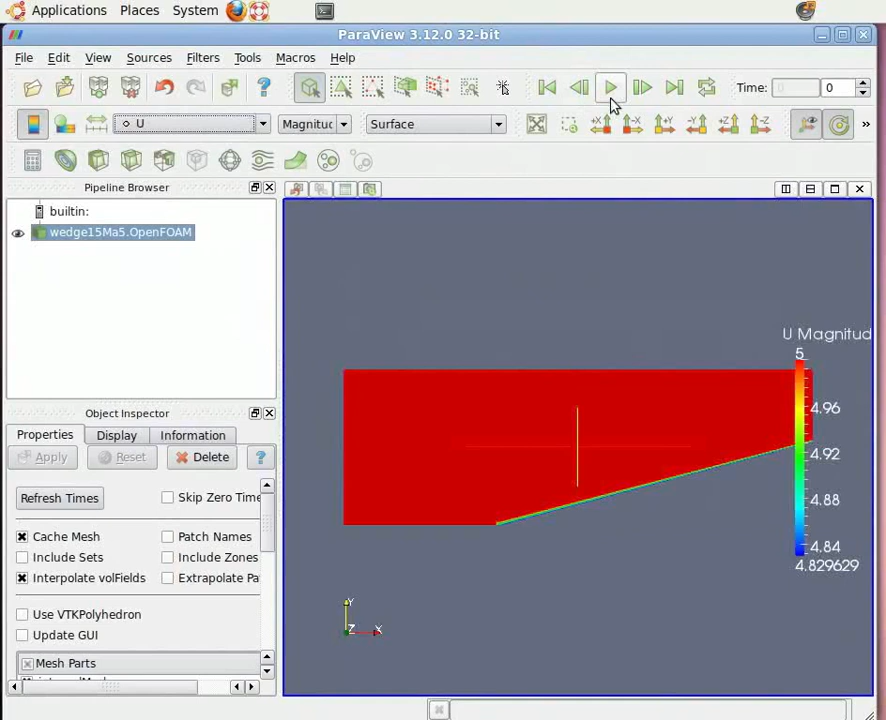 Applications Places System
ParaView 3.12.0 32-bit
File Edit View Sources Filters Tools Macros Help
Time: 0 0
U Magnituc Surface +X -X +Y -Y +Z -Z »
Pipeline Browser
builtin:
wedge15Ma5.OpenFOAM
Object Inspector
Properties Display Information
Apply Reset Delete ?
Refresh Times Skip Zero Time
Cache Mesh Patch Names
Include Sets Include Zones
Interpolate volFields Extrapolate Pa
Use VTKPolyhedron
Update GUI
Mesh Parts
U Magnitud
5
4.96
4.92
4.88
4.84
4.829629
Y
Z X